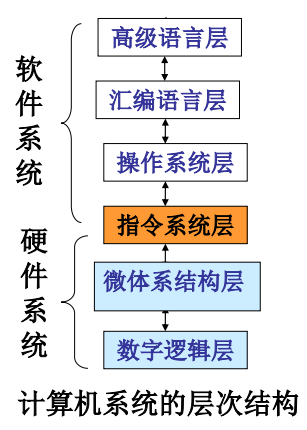 高级语言层
汇编语言层
操作系统层
指令系统层
微体系结构层
数字逻辑层
软件系统
硬件系统
计算机系统的层次结构